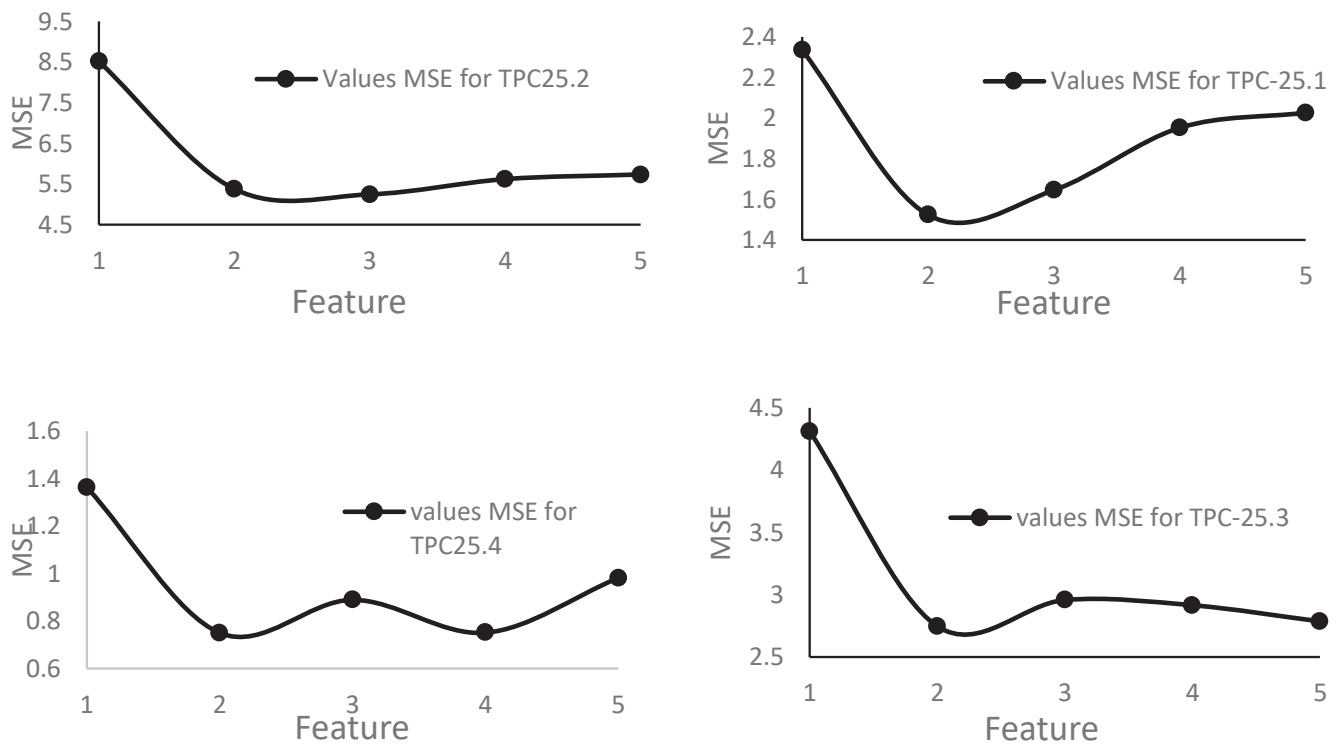 9.5
8.5
7.5
6.5
5.5
4.5
MSE
Values MSE for TPC25.2
1 2 3 4 5
Feature
2.4
2.2
2
1.8
1.6
1.4
MSE
Values MSE for TPC-25.1
1 2 3 4 5
Feature
1.6
1.4
1.2
1
0.8
0.6
MSE
values MSE for
TPC25.4
1 2 3 4 5
Feature
4.5
4
3.5
3
2.5
MSE
values MSE for TPC-25.3
1 2 3 4 5
Feature